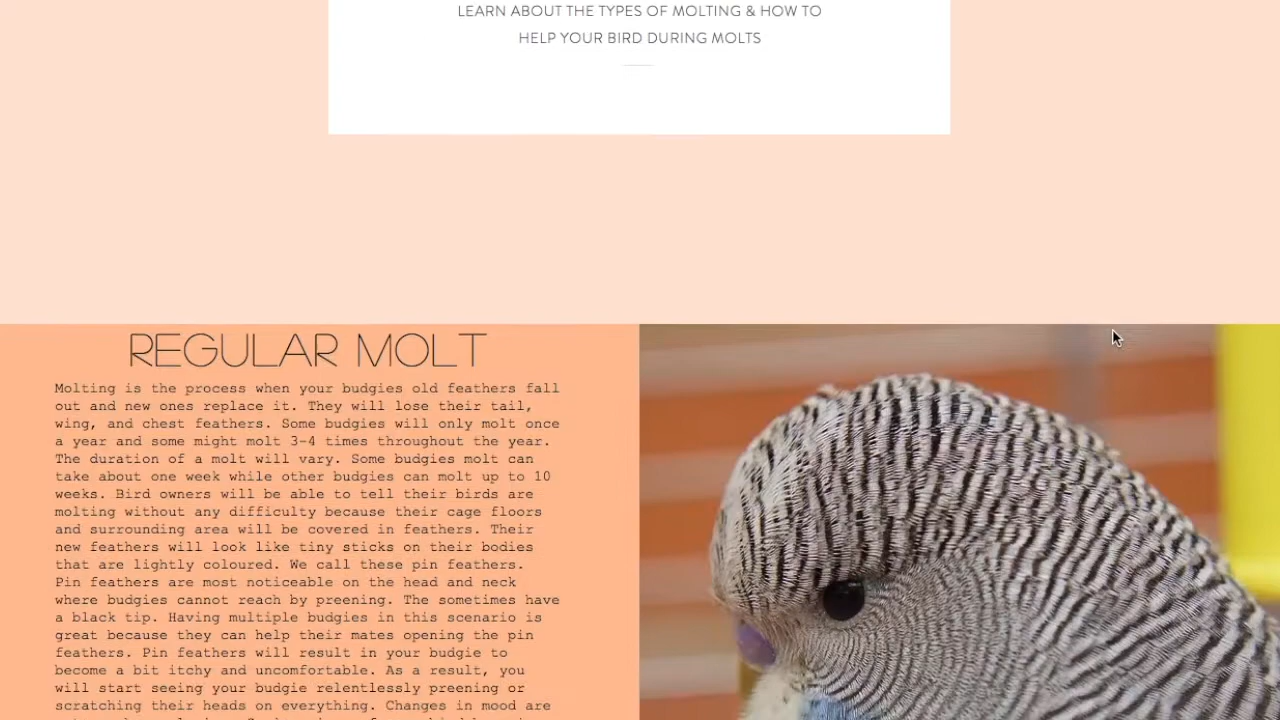 LEARN ABOUT THE TYPES OF MOLTING & HOW TO
HELP YOUR BIRD DURING MOLTS
REGULAR MOLT
Molting is the process when your budgies old feathers fall
out and new ones replace it. They will lose their tail,
wing, and chest feathers. Some budgies will only molt once
a year and some might molt 3-4 times throughout the year.
The duration of a molt will vary. Some budgies molt can
take about one week while other budgies can molt up to 10
weeks. Bird owners will be able to tell their birds are
molting without any difficulty because their cage floors
and surrounding area will be covered in feathers. Their
new feathers will look like tiny sticks on their bodies
that are lightly coloured. We call these pin feathers.
Pin feathers are most noticeable on the head and neck
where budgies cannot reach by preening. The sometimes have
a black tip. Having multiple budgies in this scenario is
great because they can help their mates opening the pin
feathers. Pin feathers will result in your budgie to
become a bit itchy and uncomfortable. As a result, you
will start seeing your budgie relentlessly preening or
scratching their heads on everything. Changes in mood are